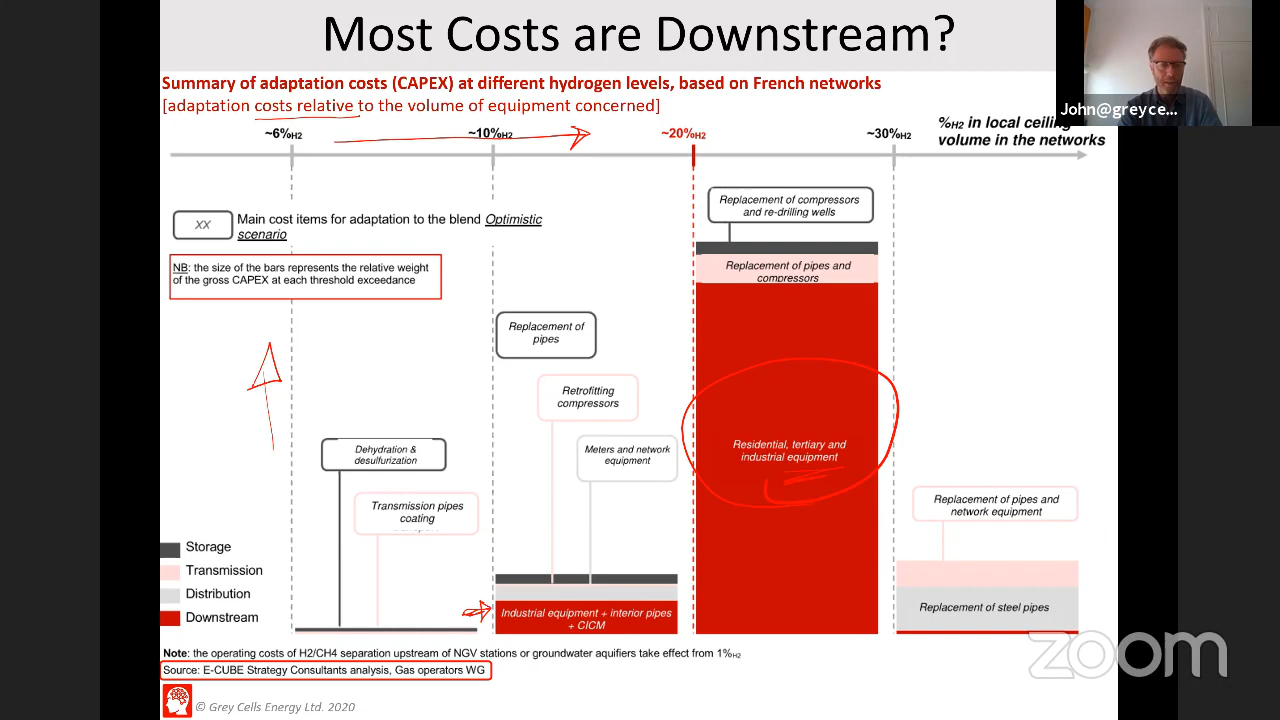 Most Costs are Downstream?
John@greyce...
Summary of adaptation costs (CAPEX) at different hydrogen levels, based on French networks
[adaptation costs relative to the volume of equipment concerned]
~6%H2
~10%H2
~20%H2
~30%H2
%H2 in local ceiling
volume in the networks
XX
Main cost items for adaptation to the blend Optimistic
scenario
NB: the size of the bars represents the relative weight
of the gross CAPEX at each threshold exceedance
Replacement of compressors
and re-drilling wells
Replacement of pipes and
compressors
Replacement of
pipes
Retrofitting
compressors
Meters and network
equipment
Dehydration &
desulfurization
Transmission pipes
coating
Residential, tertiary and
industrial equipment
Replacement of pipes and
network equipment
Storage
Transmission
Distribution
Downstream
Industrial equipment + interior pipes
+ CICM
Replacement of steel pipes
Note: the operating costs of H2/CH4 separation upstream of NGV stations or groundwater aquifiers take effect from 1%H2
Source: E-CUBE Strategy Consultants analysis, Gas operators WG
© Grey Cells Energy Ltd. 2020
zoom